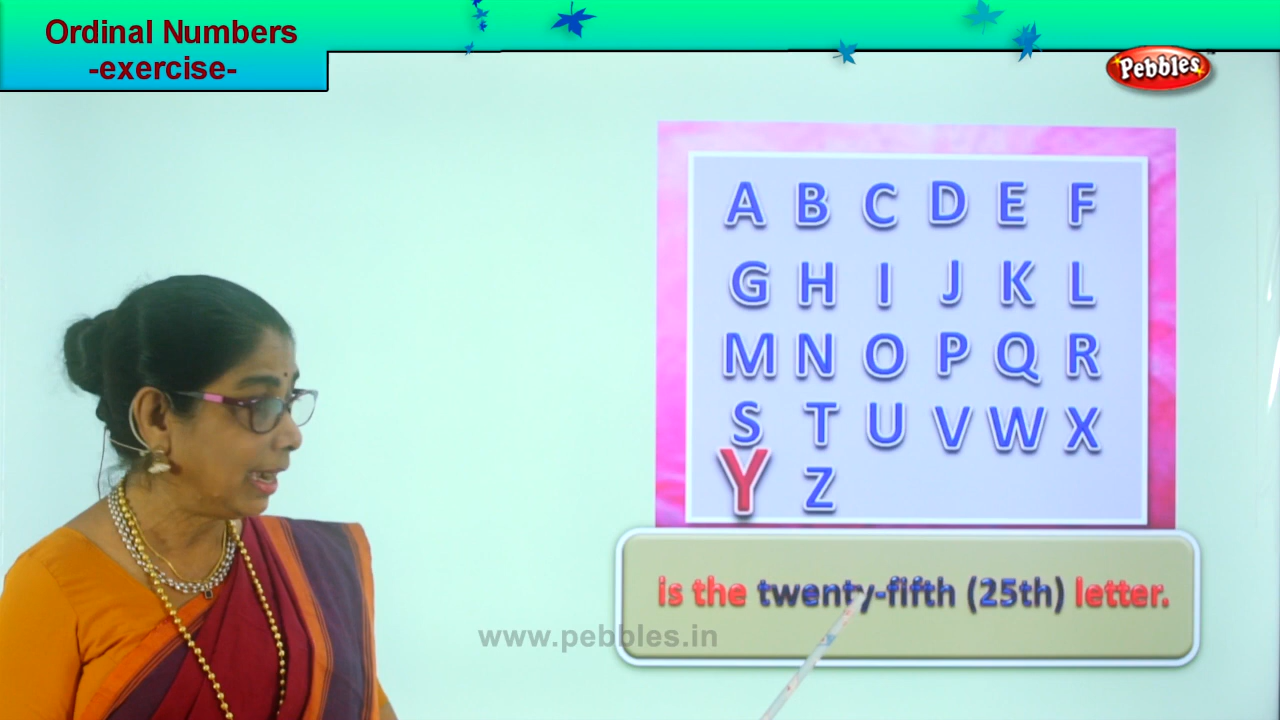 Ordinal Numbers
-exercise-
Pebbles
A B C D E F
G H I J K L
M N O P Q R
S T U V W X
Y Z
is the twenty-fifth (25th) letter.
www.pebbles.in